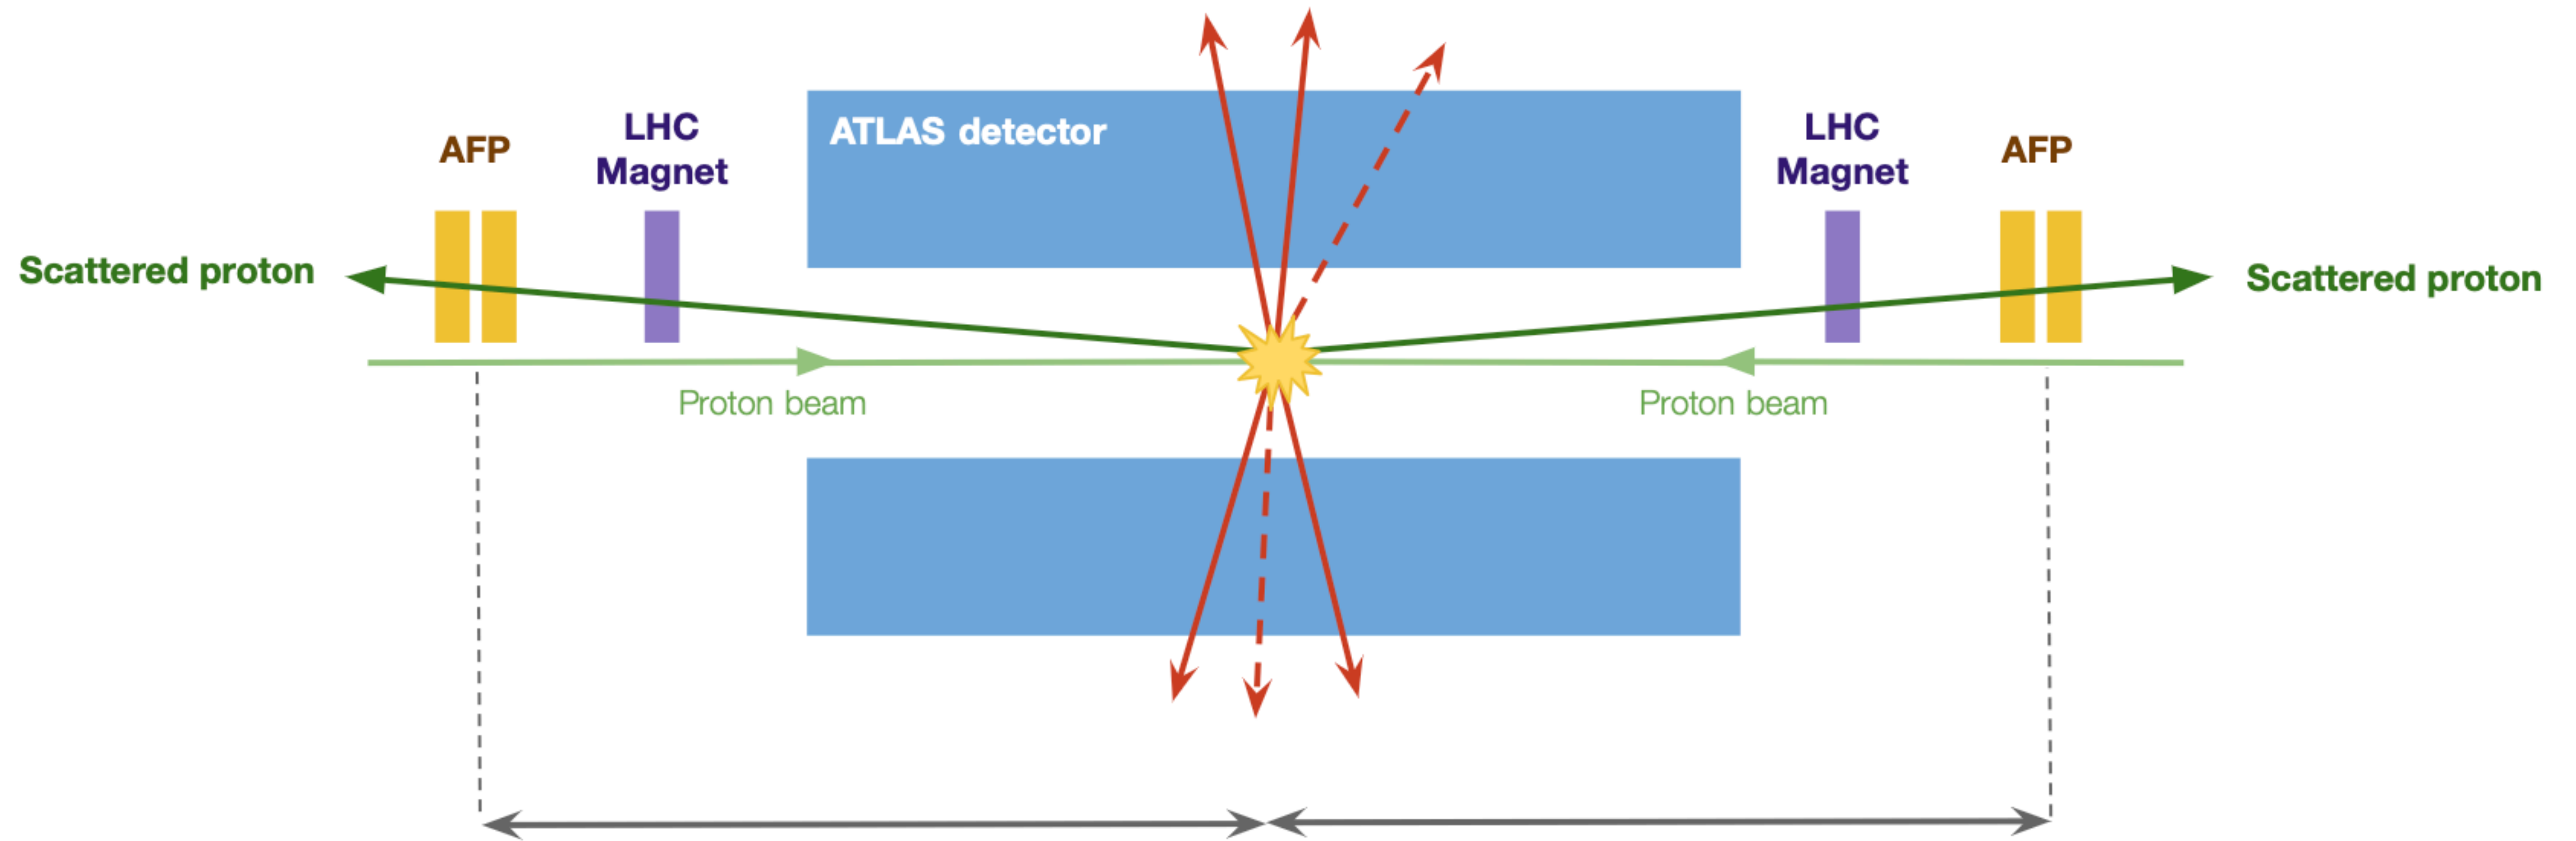 ATLAS detector
AFP
LHC
Magnet
LHC
Magnet
AFP
Scattered proton
Scattered proton
Proton beam
Proton beam